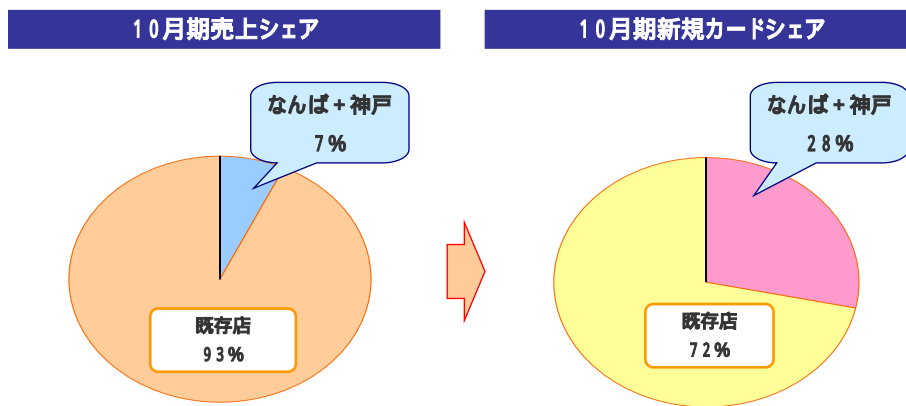 10月期売上シェア
なんば+神戸
7%
既存店
93%
10月期新規カードシェア
なんば+神戸
28%
既存店
72%